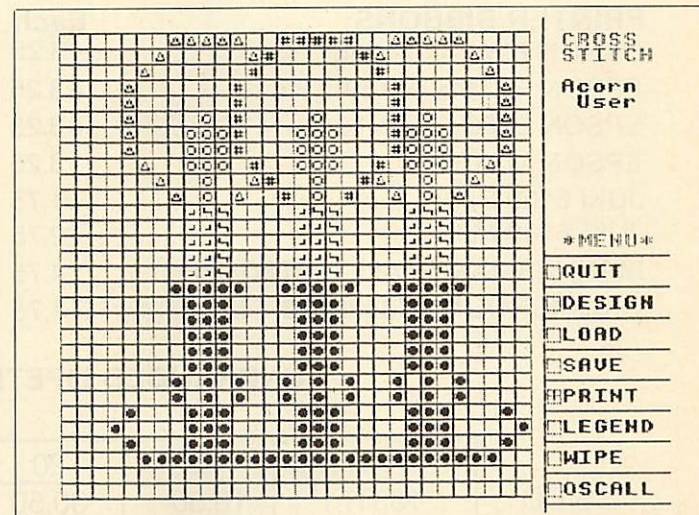 CROSS
STITCH
Acorn
User
*MENU*
QUIT
DESIGN
LOAD
SAVE
PRINT
LEGEND
WIPE
OSCALL